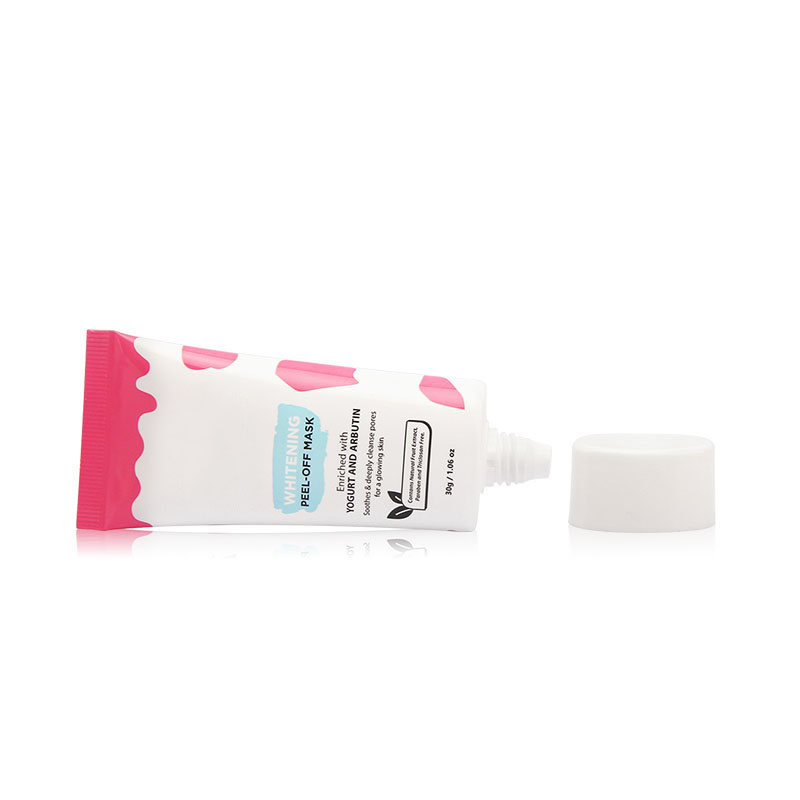 WHITENING
PEEL-OFF MASK
Enriched with
YOGURT AND ARBUTIN
Soothes & deeply cleanse pores
for a glowing skin
Contains Natural Fruit Extract,
Paraben and Triclosan Free.
30g / 1.06 oz